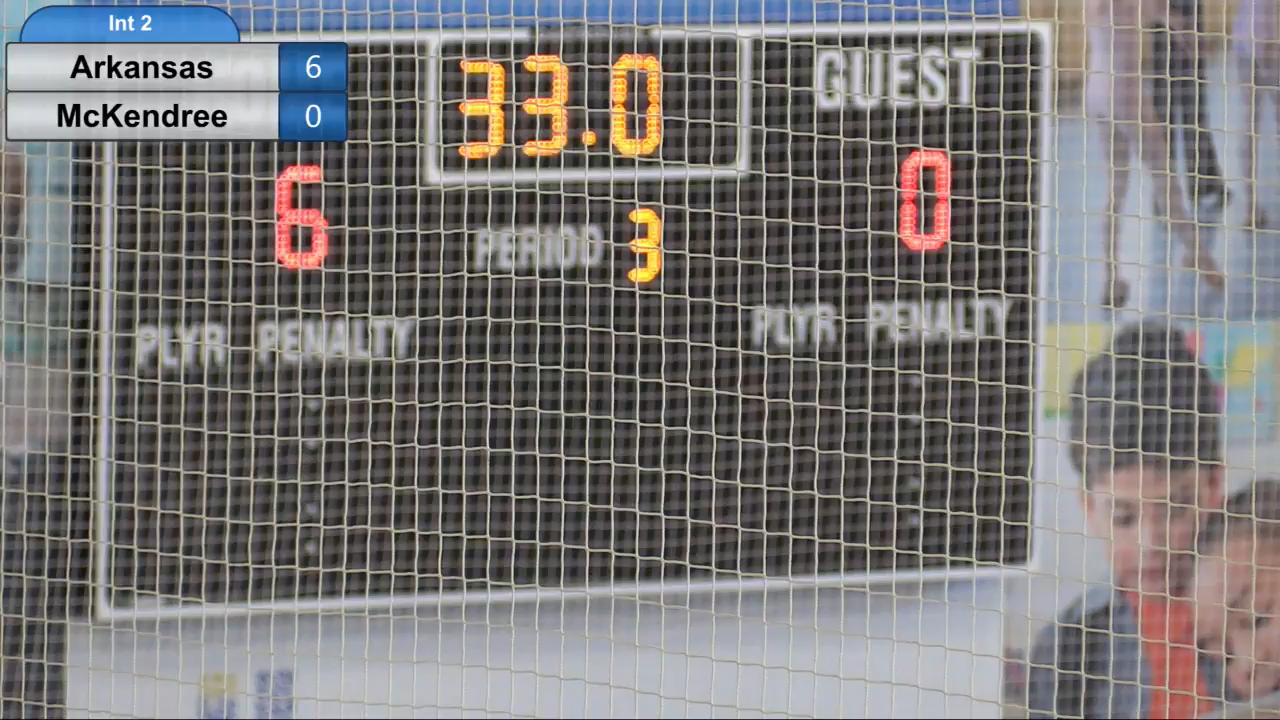 Int 2
Arkansas 6
McKendree 0
33.0
GUEST
6
0
PERIOD 3
PLYR PENALTY
PLYR PENALTY